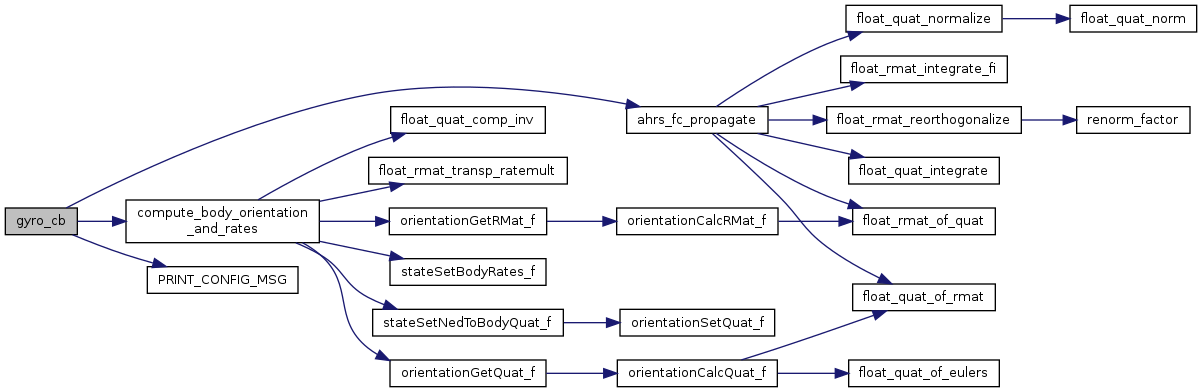 gyro_cb
compute_body_orientation
_and_rates
PRINT_CONFIG_MSG
float_quat_comp_inv
float_rmat_transp_ratemult
orientationGetRMat_f
stateSetBodyRates_f
stateSetNedToBodyQuat_f
orientationGetQuat_f
ahrs_fc_propagate
orientationCalcRMat_f
orientationSetQuat_f
orientationCalcQuat_f
float_quat_normalize
float_rmat_integrate_fi
float_rmat_reorthogonalize
float_quat_integrate
float_rmat_of_quat
float_quat_of_rmat
float_quat_of_eulers
float_quat_norm
renorm_factor